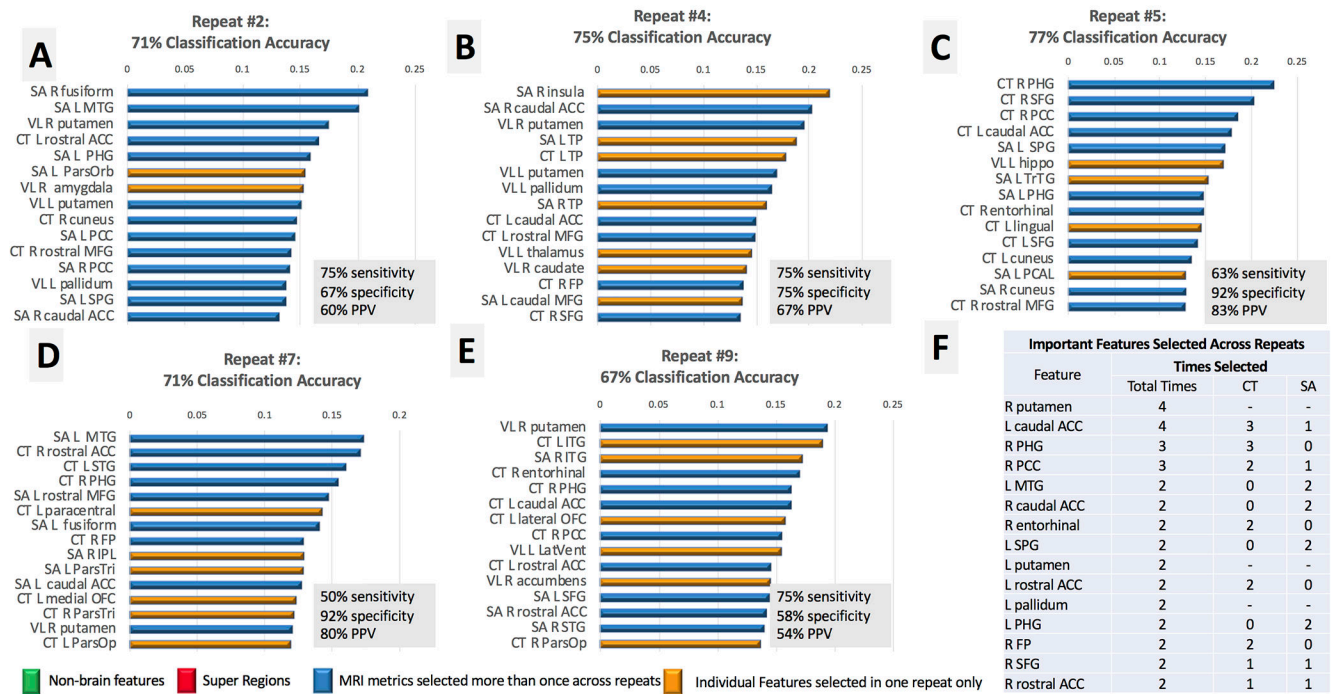 A
Repeat #2:
71% Classification Accuracy
0 0.05 0.1 0.15 0.2 0.25
SA R fusiform
SA L MTG
VLR putamen
CT L rostral ACC
SA L PHG
SA L ParsOrb
VLR amygdala
VLL putamen
CT R cuneus
SA L PCC
CT R rostral MFG
SA R PCC
VLL pallidum
SA L SPG
SA R caudal ACC
75% sensitivity
67% specificity
60% PPV
B
Repeat #4:
75% Classification Accuracy
0 0.05 0.1 0.15 0.2 0.25
SA R insula
SA R caudal ACC
VLR putamen
SA L TP
CT L TP
VLL putamen
VLL pallidum
SA R TP
CT L caudal ACC
CT L rostral MFG
VLL thalamus
VLR caudate
CT R FP
SA L caudal MFG
CT R SFG
75% sensitivity
75% specificity
67% PPV
C
Repeat #5:
77% Classification Accuracy
0 0.05 0.1 0.15 0.2 0.25
CT R PHG
CT R SFG
CT R PCC
CT L caudal ACC
SA L SPG
VLL hippo
SA L TrTG
SA L PHG
CT R entorhinal
CT L lingual
CT L SFG
CT L cuneus
SA L PCAL
SA R cuneus
CT R rostral MFG
63% sensitivity
92% specificity
83% PPV
D
Repeat #7:
71% Classification Accuracy
0 0.05 0.1 0.15 0.2
SA L MTG
CT R rostral ACC
CT L STG
CT R PHG
SA L rostral MFG
CT L paracentral
SA L fusiform
CT R FP
SA R IPL
SA L ParsTri
SA L caudal ACC
CT L medial OFC
CT R ParsTri
VLR putamen
CT L ParsOp
50% sensitivity
92% specificity
80% PPV
E
Repeat #9:
67% Classification Accuracy
0 0.05 0.1 0.15 0.2 0.25
VLR putamen
CT L ITG
SA R ITG
CT R entorhinal
CT R PHG
CT L caudal ACC
CT L lateral OFC
CT R PCC
VLL LatVent
CT L rostral ACC
VLR accumbens
SA L SFG
SA R rostral ACC
SA R STG
CT R ParsOp
75% sensitivity
58% specificity
54% PPV
F
Important Features Selected Across Repeats
Feature Times Selected
Total Times CT SA
R putamen 4 - -
L caudal ACC 4 3 1
R PHG 3 3 0
R PCC 3 2 1
L MTG 2 0 2
R caudal ACC 2 0 2
R entorhinal 2 2 0
L SPG 2 0 2
L putamen 2 - -
L rostral ACC 2 2 0
L pallidum 2 - -
L PHG 2 0 2
R FP 2 2 0
R SFG 2 1 1
R rostral ACC 2 1 1
Non-brain features
Super Regions
MRI metrics selected more than once across repeats
Individual Features selected in one repeat only